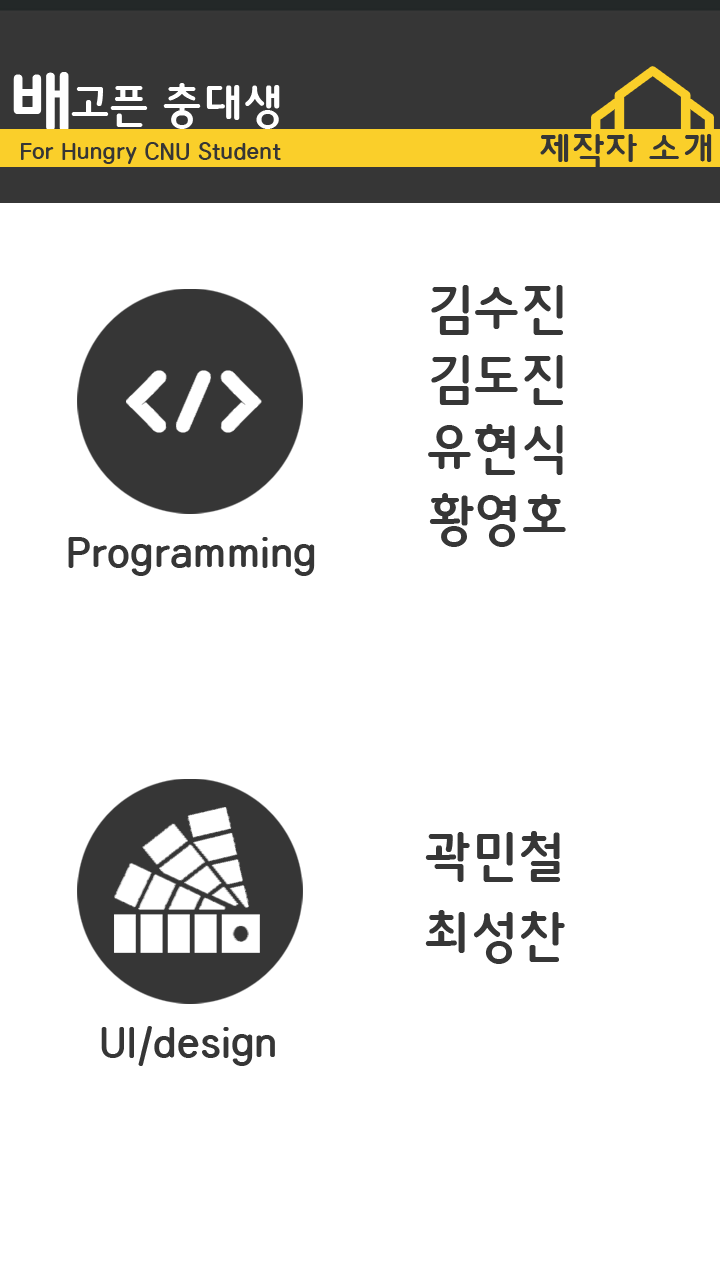 배고픈 충대생
For Hungry CNU Student
제작자 소개
김수진
김도진
유현식
황영호
Programming
곽민철
최성찬
UI/design